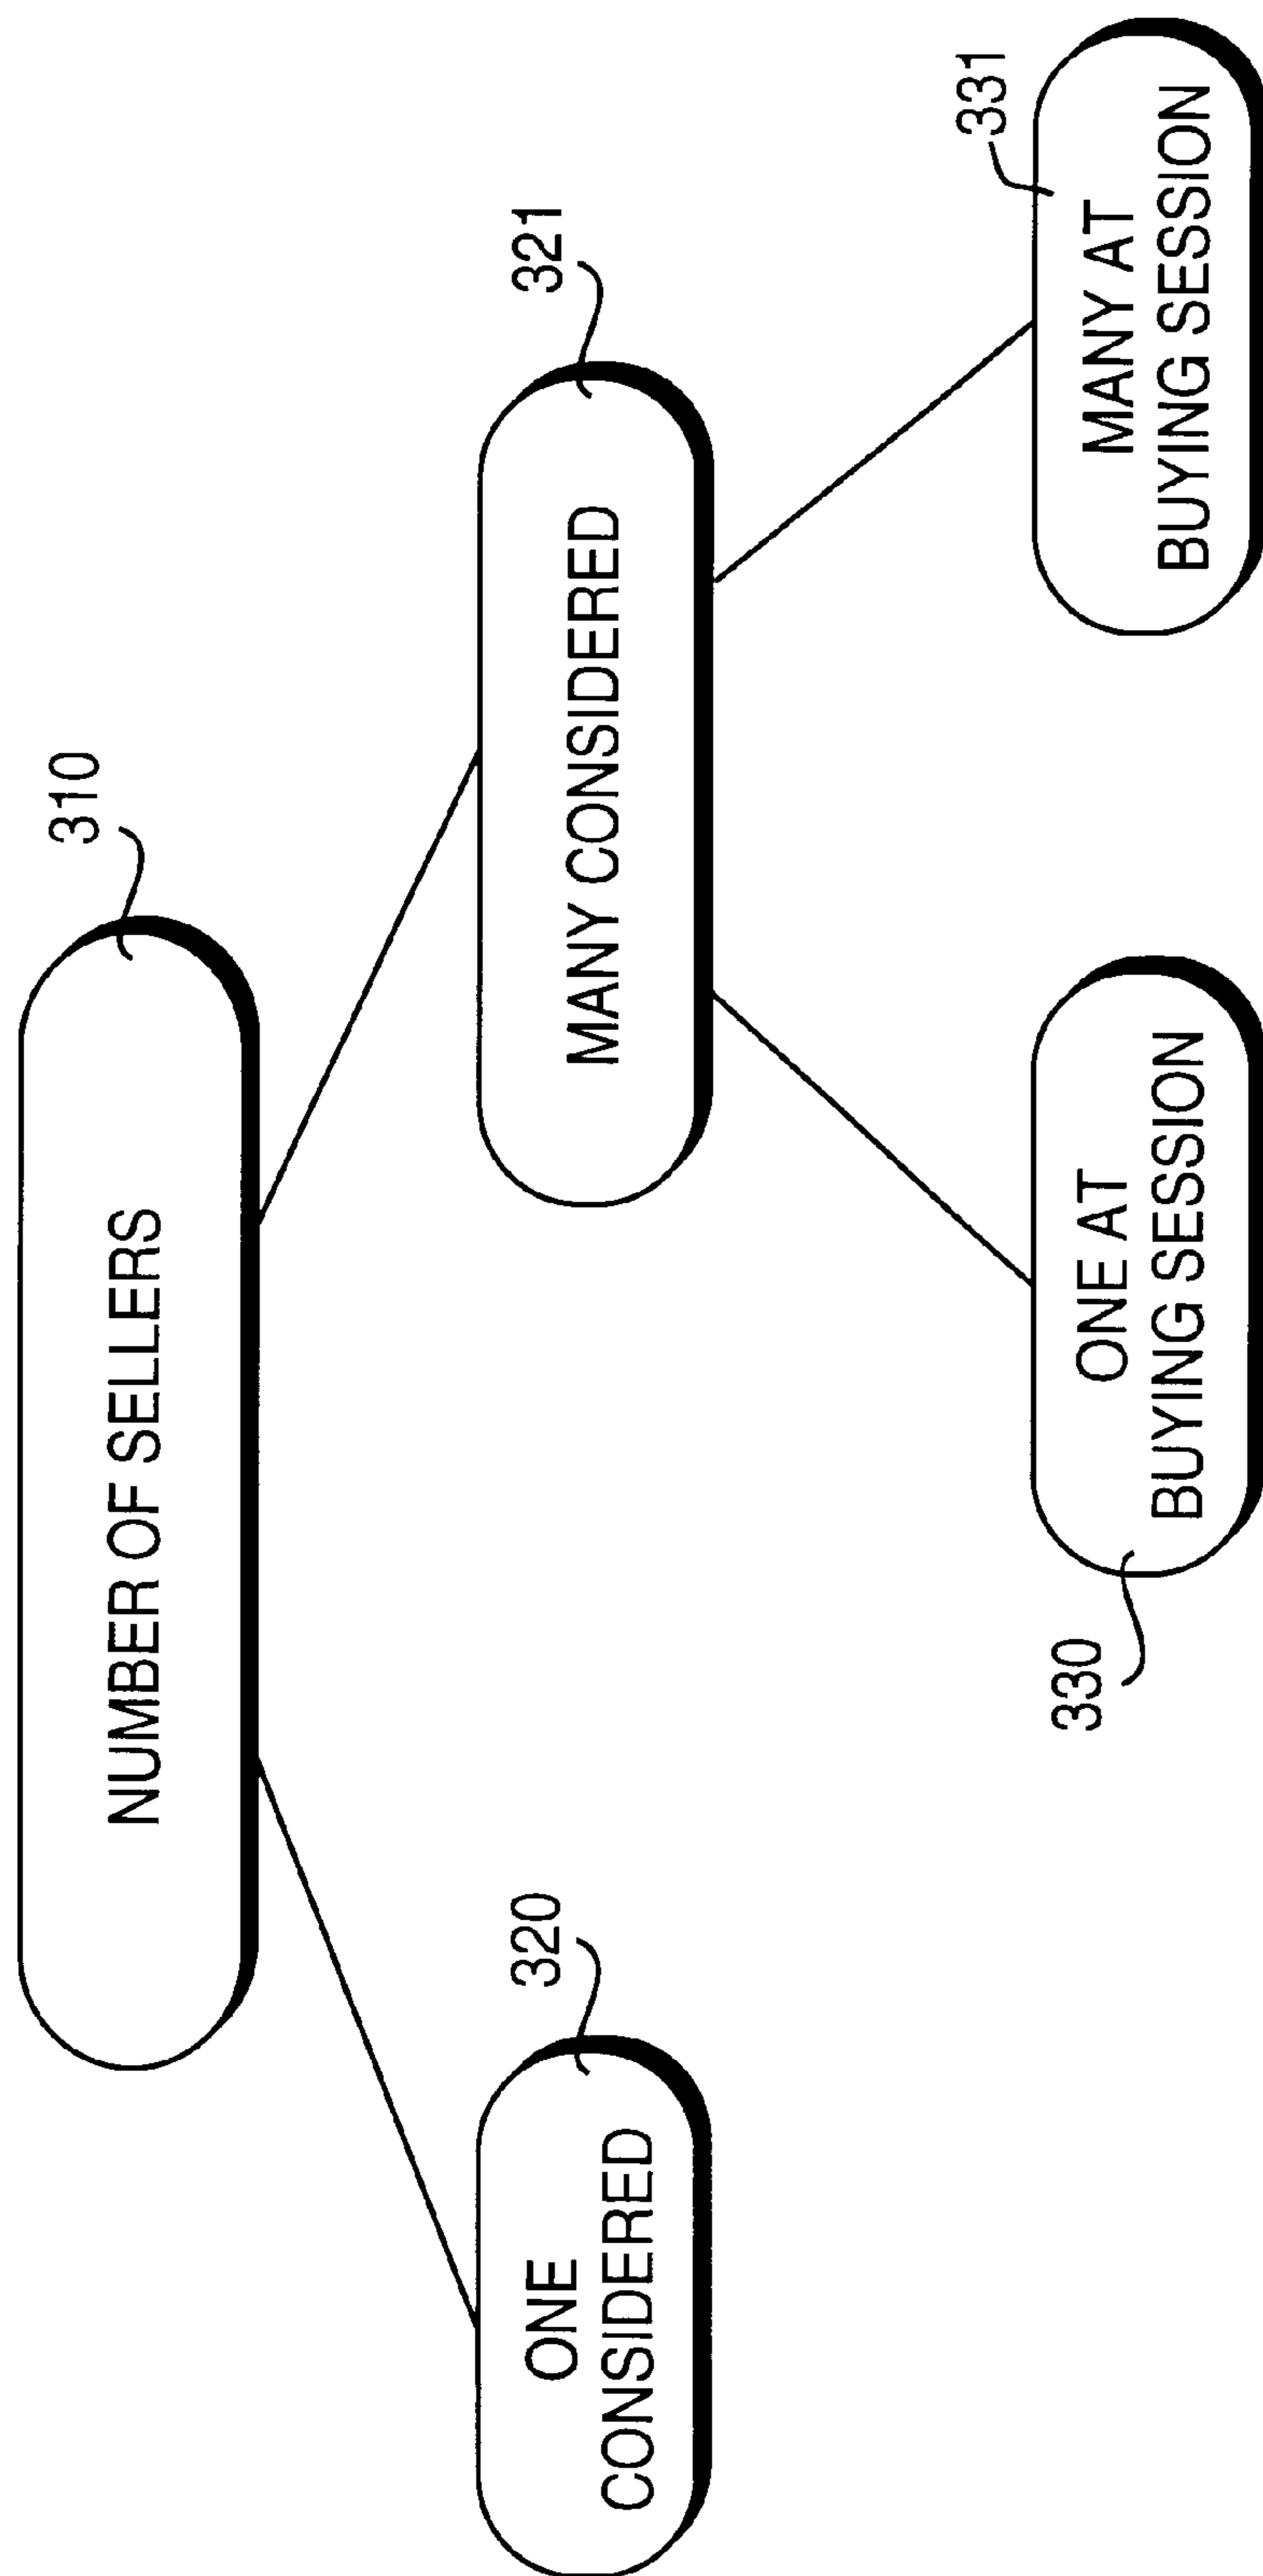 310
NUMBER OF SELLERS
320
ONE
CONSIDERED
321
MANY CONSIDERED
330
ONE AT
BUYING SESSION
331
MANY AT
BUYING SESSION